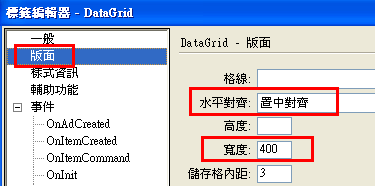 標籤編輯器 - DataGrid
一般
版面
樣式資訊
輔助功能
事件
OnAdCreated
OnItemCreated
OnItemCommand
OnInit
DataGrid - 版面
格線:
水平對齊: 置中對齊
高度:
寬度: 400
儲存格內距: 3